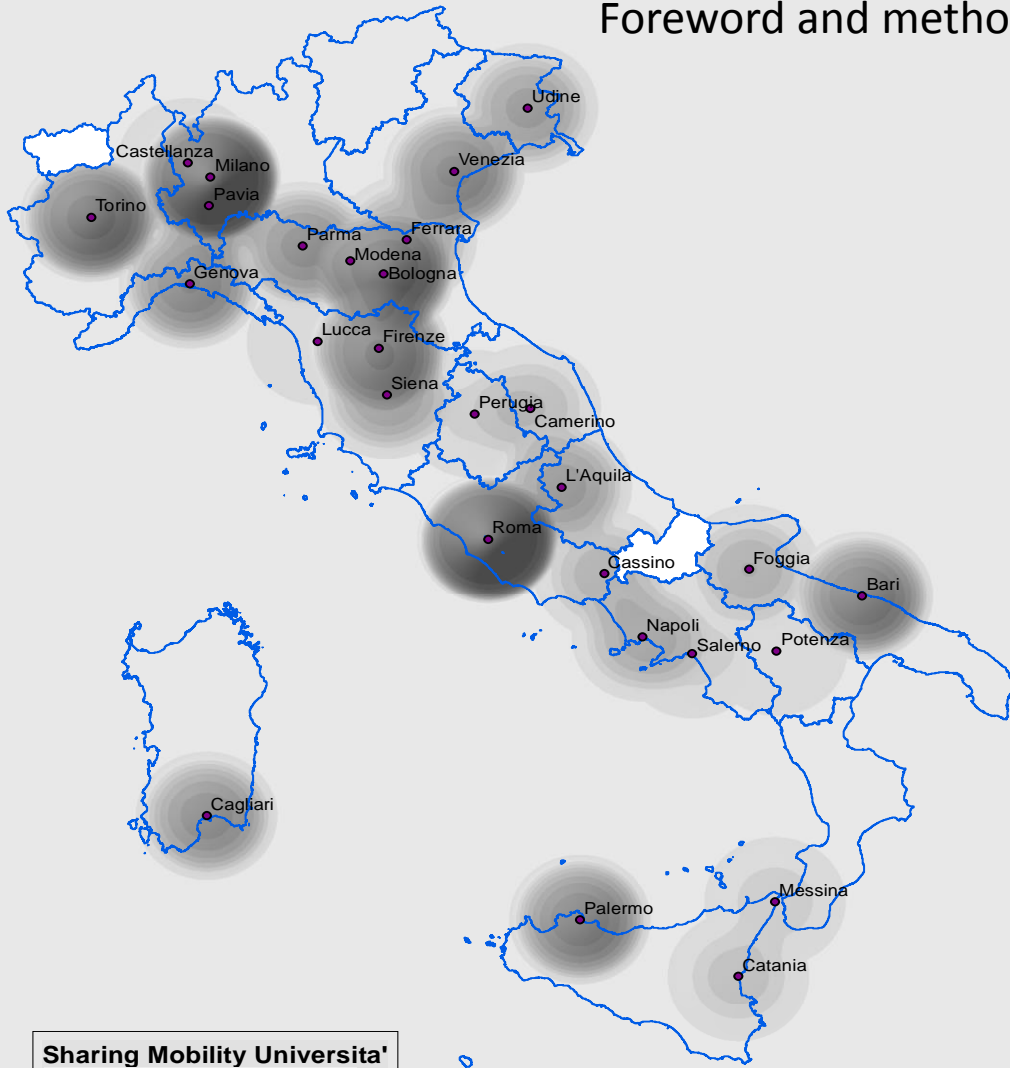 Foreword and metho
Udine
Castellanza
Milano
Venezia
Pavia
Torino
Parma
Ferrara
Modena
Bologna
Genova
Lucca
Firenze
Siena
Perugia
Camerino
L'Aquila
Roma
Cassino
Foggia
Bari
Napoli
Salerno
Potenza
Cagliari
Messina
Palermo
Catania
Sharing Mobility Universita'